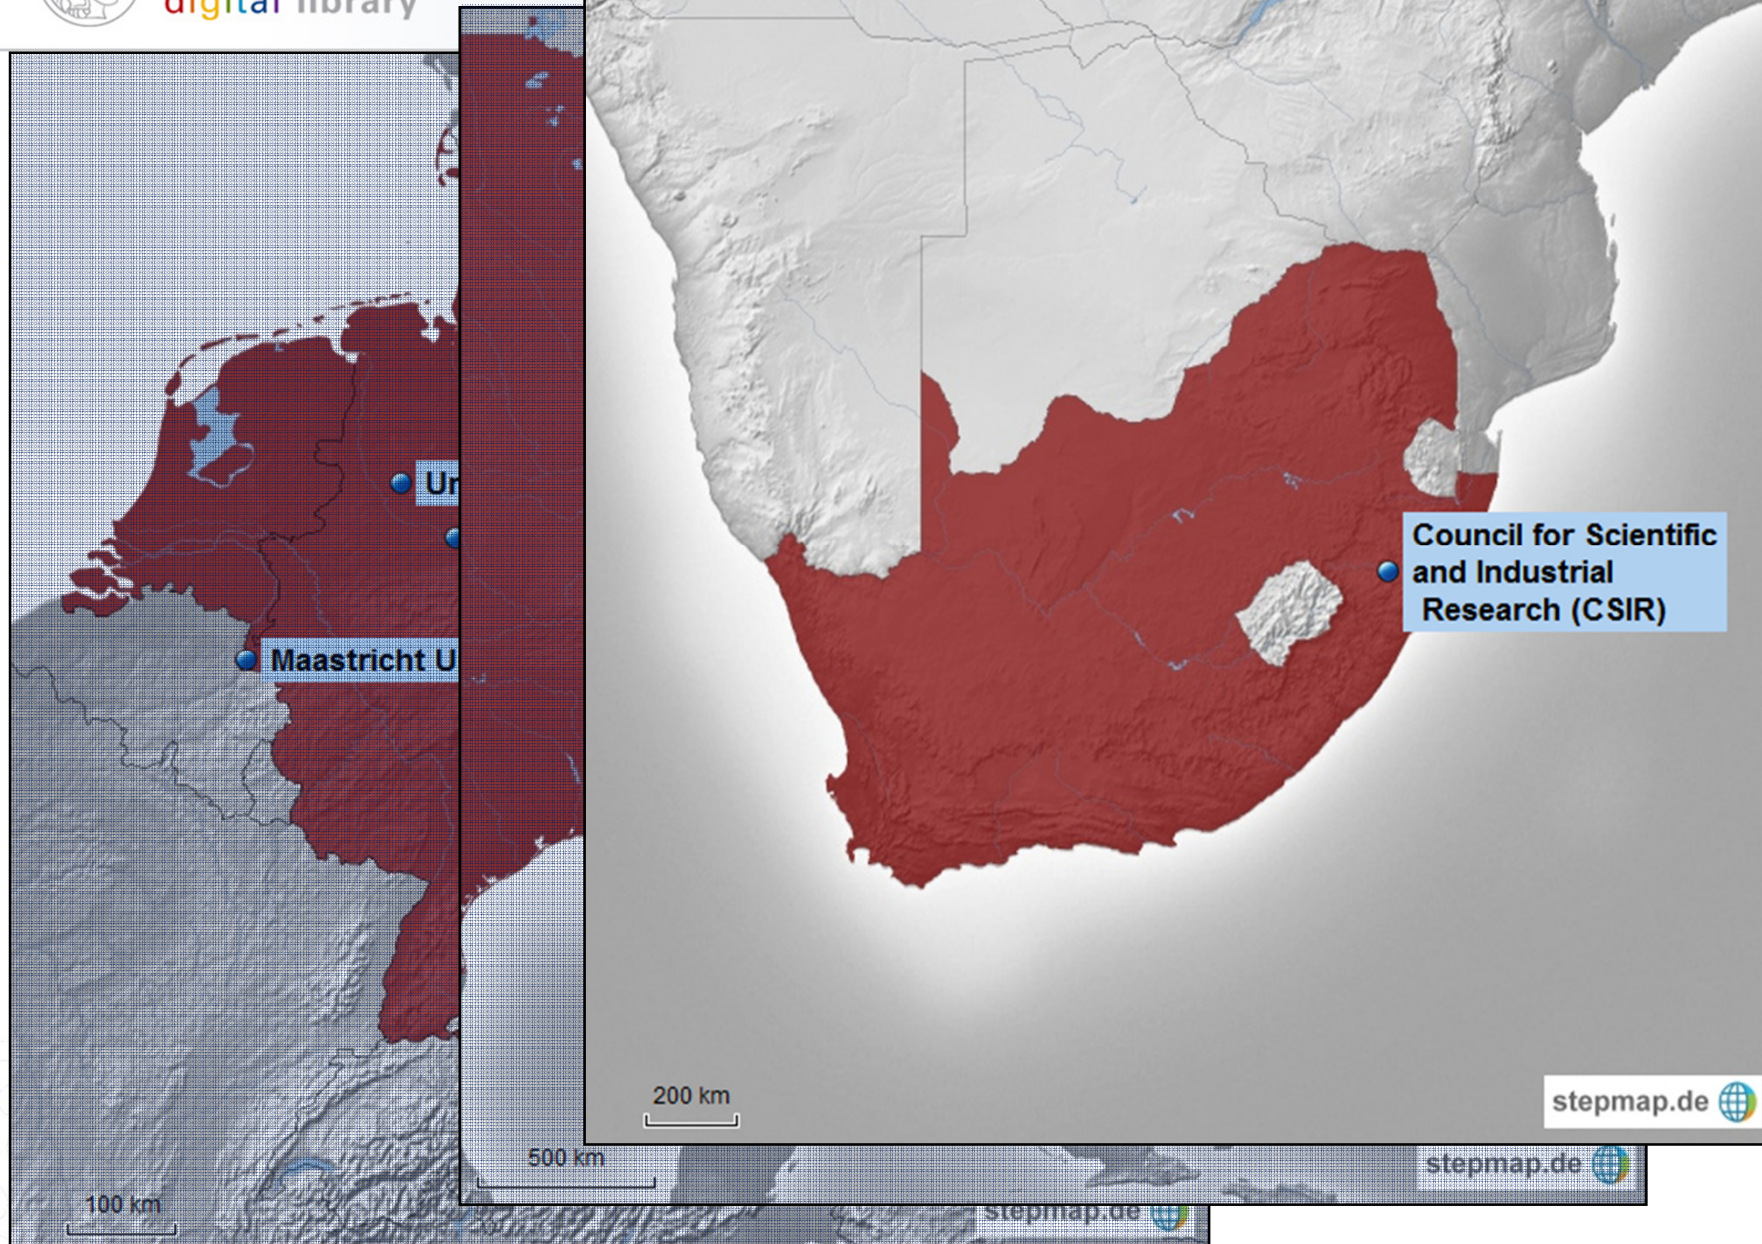 digital library
Ur
Maastricht U
Council for Scientific
and Industrial
Research (CSIR)
200 km
stepmap.de
500 km
stepmap.de
100 km
stepmap.de